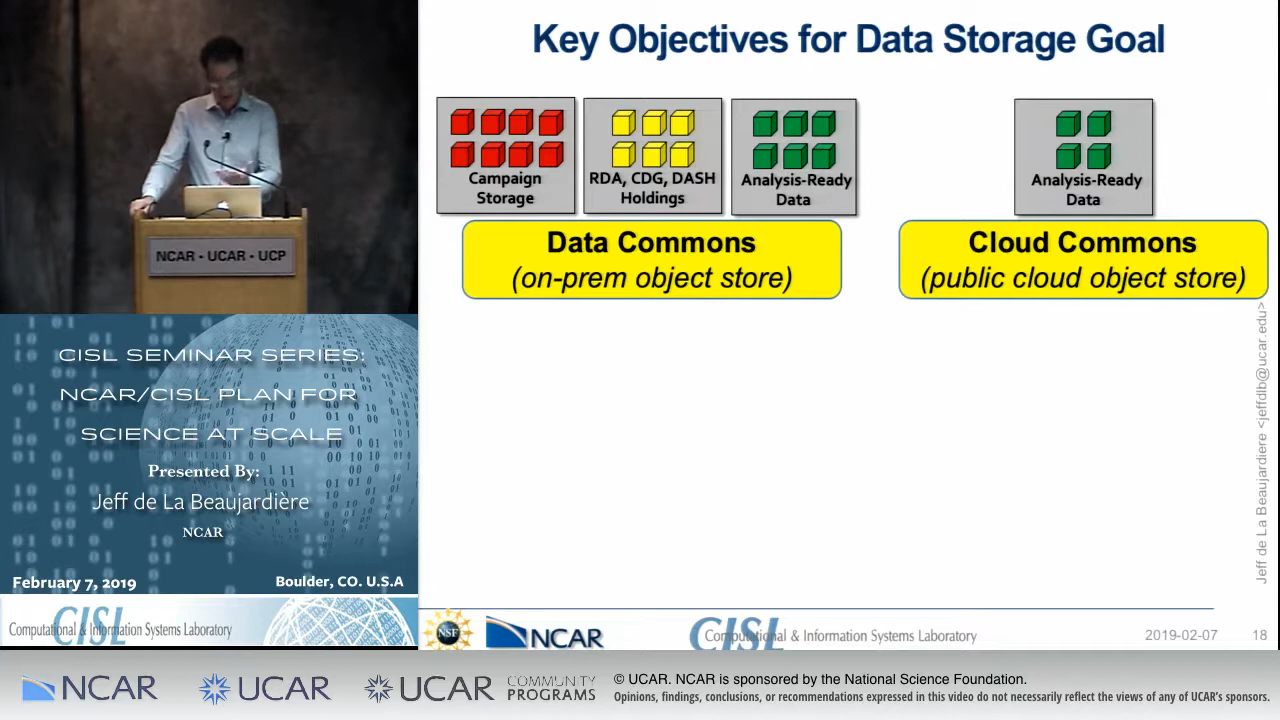 Key Objectives for Data Storage Goal
Campaign
Storage
RDA, CDG, DASH
Holdings
Analysis-Ready
Data
Analysis-Ready
Data
Data Commons
(on-prem object store)
Cloud Commons
(public cloud object store)
Jeff de La Beaujardiere <jeffdlb@ucar.edu>
NCAR - UCAR - UCP
CISL SEMINAR SERIES:
NCAR/CISL PLAN FOR
SCIENCE AT SCALE
Presented By:
Jeff de La Beaujardière
NCAR
February 7, 2019
Boulder, CO. U.S.A
CISL
Computational & Information Systems Laboratory
NSF
NCAR
CISL
Computational & Information Systems Laboratory
2019-02-07
18
NCAR
UCAR
UCAR
COMMUNITY
PROGRAMS
© UCAR. NCAR is sponsored by the National Science Foundation.
Opinions, findings, conclusions, or recommendations expressed in this video do not necessarily reflect the views of any of UCAR's sponsors.